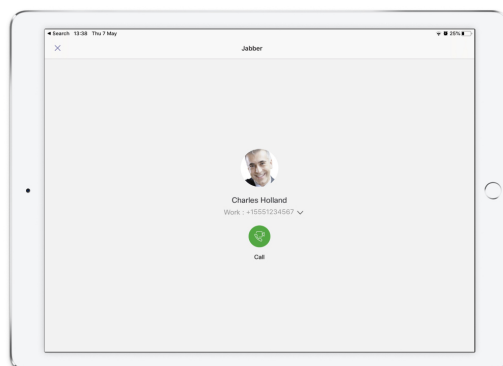 Search 13:38 Thu 7 May 25%
Jabber
Charles Holland
Work : +15551234567
Call